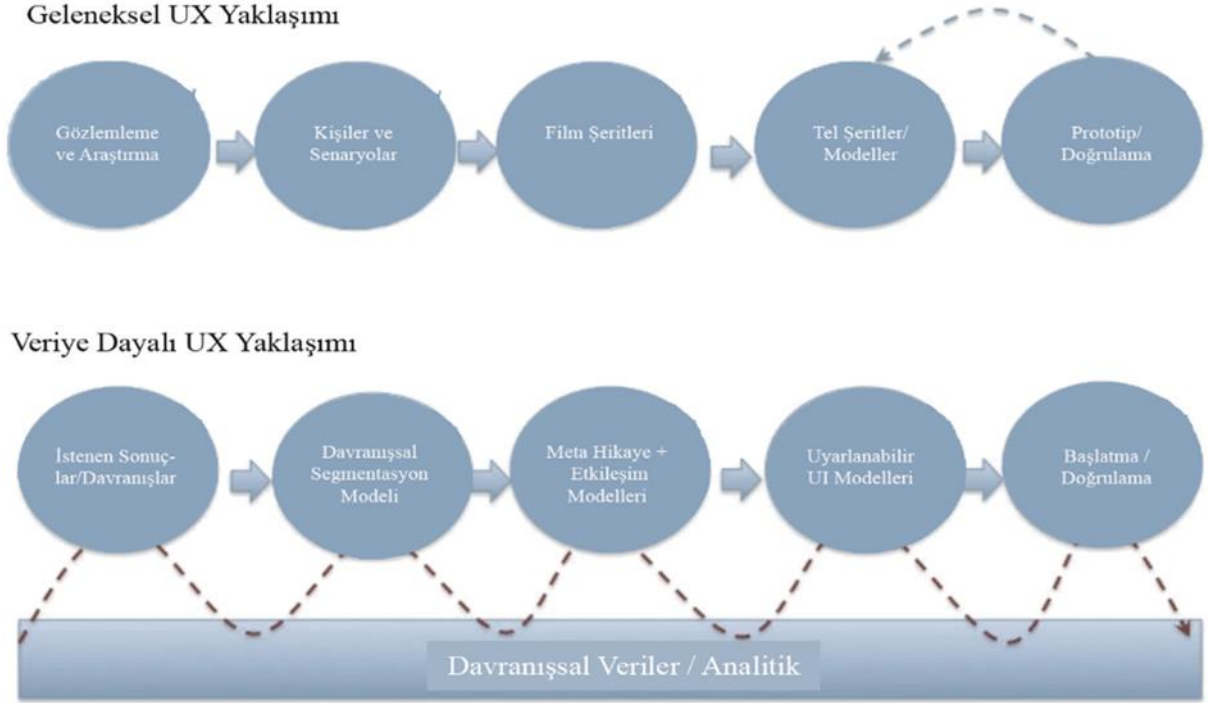 Geleneksel UX Yaklaşımı
Gözlemleme
ve Araştırma
Kişiler ve
Senaryolar
Film Şeritleri
Tel Şeritler/
Modeller
Prototip/
Doğrulama
Veriye Dayalı UX Yaklaşımı
İstenen Sonuç-
lar/Davranışlar
Davranışsal
Segmentasyon
Modeli
Meta Hikaye +
Etkileşim
Modelleri
Uyarlanabilir
UI Modelleri
Başlatma /
Doğrulama
Davranışsal Veriler / Analitik